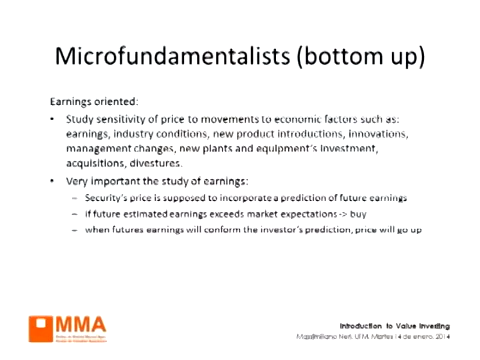 Microfundamentalists (bottom up)
Earnings oriented:
• Study sensitivity of price to movements to economic factors such as:
earnings, industry conditions, new product introductions, innovations,
management changes, new plants and equipment's investment,
acquisitions, divestures.
• Very important the study of earnings:
– Security's price is supposed to incorporate a prediction of future earnings
– if future estimated earnings exceeds market expectations -> buy
– when futures earnings will conform the investor's prediction, price will go up
MMA
Introduction to Value Investing
Massimiliano Neri, UFM. Martes 14 de enero, 2014